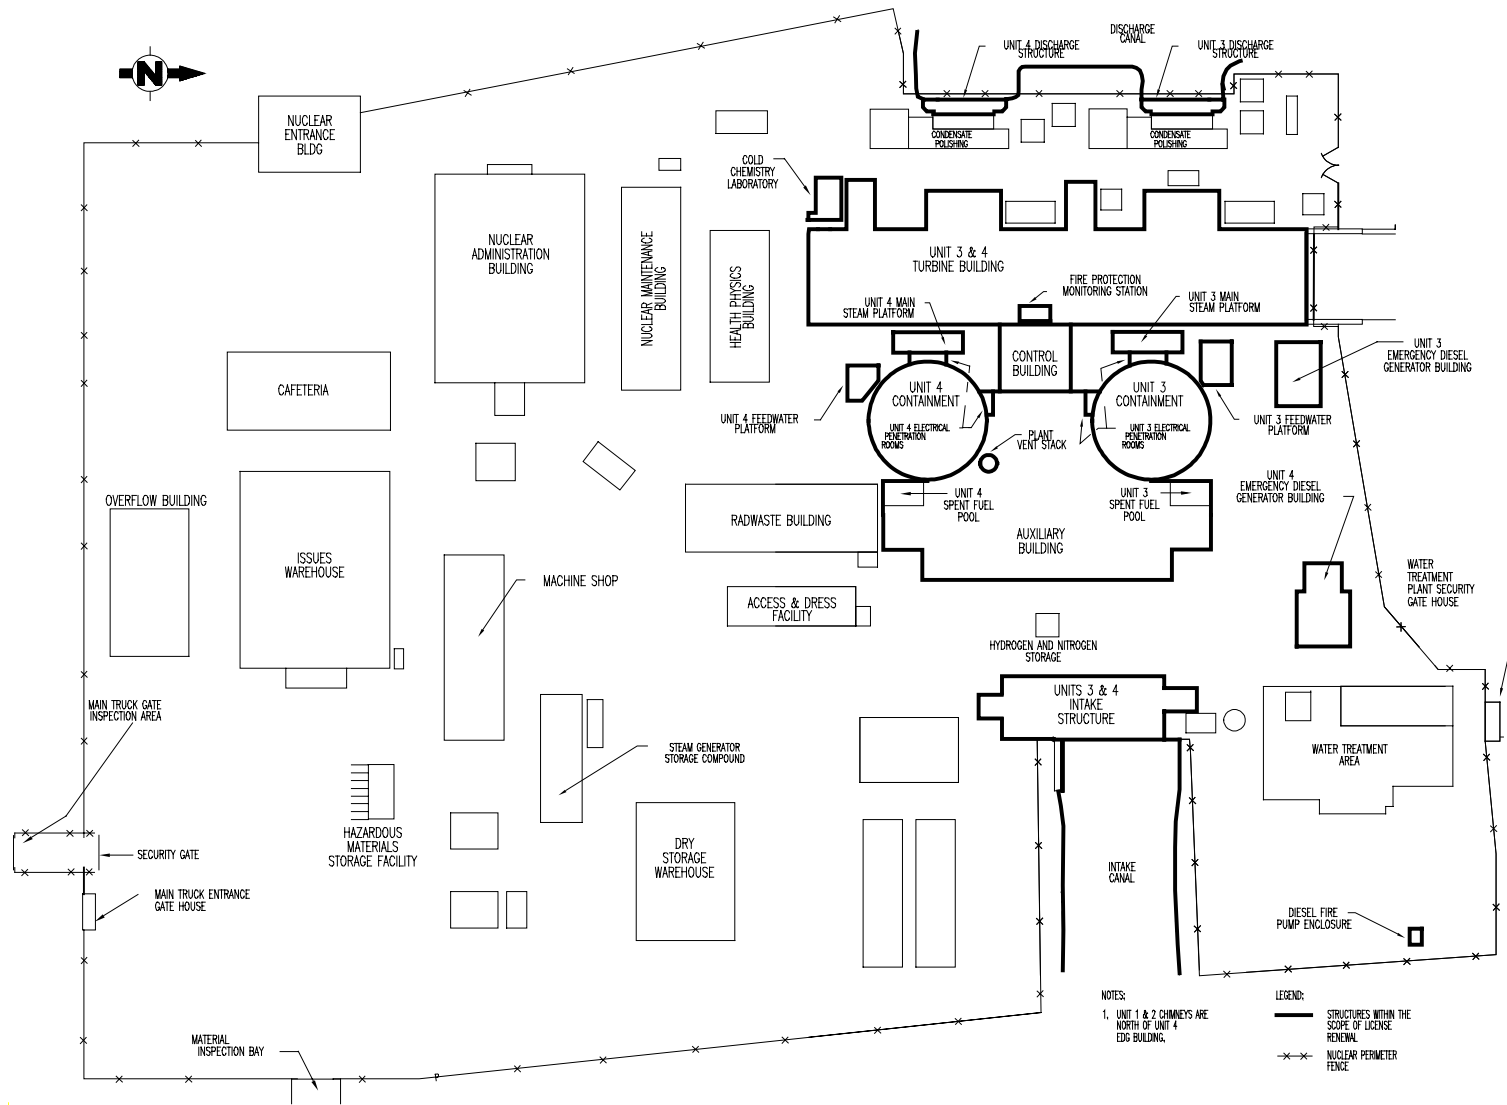 UNIT 4 DISCHARGE
STRUCTURE
DISCHARGE
CANAL
UNIT 3 DISCHARGE
STRUCTURE
N
NUCLEAR
ENTRANCE
BLDG
CONDENSATE
POLISHING
CONDENSATE
POLISHING
COLD
CHEMISTRY
LABORATORY
NUCLEAR
ADMINISTRATION
BUILDING
NUCLEAR MAINTENANCE
BUILDING
HEALTH PHYSICS
BUILDING
UNIT 3 & 4
TURBINE BUILDING
FIRE PROTECTION
MONITORING STATION
UNIT 4 MAIN
STEAM PLATFORM
UNIT 3 MAIN
STEAM PLATFORM
CONTROL
BUILDING
UNIT 3
EMERGENCY DIESEL
GENERATOR BUILDING
CAFETERIA
UNIT 4
CONTAINMENT
UNIT 3
CONTAINMENT
UNIT 4 FEEDWATER
PLATFORM
UNIT 4 ELECTRICAL
PENETRATION
ROOMS
PLANT
VENT STACK
UNIT 3 ELECTRICAL
PENETRATION
ROOMS
UNIT 3 FEEDWATER
PLATFORM
UNIT 4
EMERGENCY DIESEL
GENERATOR BUILDING
OVERFLOW BUILDING
UNIT 4
SPENT FUEL
POOL
UNIT 3
SPENT FUEL
POOL
RADWASTE BUILDING
AUXILIARY
BUILDING
ISSUES
WAREHOUSE
MACHINE SHOP
WATER
TREATMENT
PLANT SECURITY
GATE HOUSE
ACCESS & DRESS
FACILITY
HYDROGEN AND NITROGEN
STORAGE
MAIN TRUCK GATE
INSPECTION AREA
UNITS 3 & 4
INTAKE
STRUCTURE
STEAM GENERATOR
STORAGE COMPOUND
WATER TREATMENT
AREA
HAZARDOUS
MATERIALS
STORAGE FACILITY
DRY
STORAGE
WAREHOUSE
SECURITY GATE
INTAKE
CANAL
MAIN TRUCK ENTRANCE
GATE HOUSE
DIESEL FIRE
PUMP ENCLOSURE
MATERIAL
INSPECTION BAY
P
NOTES:
1. UNIT 1 & 2 CHIMNEYS ARE
NORTH OF UNIT 4
EDG BUILDING.
LEGEND:
STRUCTURES WITHIN THE
SCOPE OF LICENSE
RENEWAL
NUCLEAR PERIMETER
FENCE